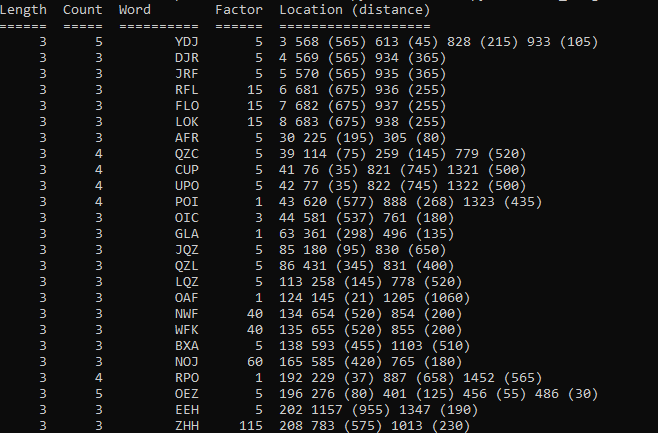 Length Count Word Factor Location (distance)
====== ===== ========== ====== ====================
3 5 YDJ 5 3 568 (565) 613 (45) 828 (215) 933 (105)
3 3 DJR 5 4 569 (565) 934 (365)
3 3 JRF 5 5 570 (565) 935 (365)
3 3 RFL 15 6 681 (675) 936 (255)
3 3 FLO 15 7 682 (675) 937 (255)
3 3 LOK 15 8 683 (675) 938 (255)
3 3 AFR 5 30 225 (195) 305 (80)
3 4 QZC 5 39 114 (75) 259 (145) 779 (520)
3 4 CUP 5 41 76 (35) 821 (745) 1321 (500)
3 4 UPO 5 42 77 (35) 822 (745) 1322 (500)
3 4 POI 1 43 620 (577) 888 (268) 1323 (435)
3 3 OIC 3 44 581 (537) 761 (180)
3 3 GLA 1 63 361 (298) 496 (135)
3 3 JQZ 5 85 180 (95) 830 (650)
3 3 QZL 5 86 431 (345) 831 (400)
3 3 LQZ 5 113 258 (145) 778 (520)
3 3 OAF 1 124 145 (21) 1205 (1060)
3 3 NWF 40 134 654 (520) 854 (200)
3 3 WFK 40 135 655 (520) 855 (200)
3 3 BXA 5 138 593 (455) 1103 (510)
3 3 NOJ 60 165 585 (420) 765 (180)
3 4 RPO 1 192 229 (37) 887 (658) 1452 (565)
3 5 OEZ 5 196 276 (80) 401 (125) 456 (55) 486 (30)
3 3 EEH 5 202 1157 (955) 1347 (190)
3 3 ZHH 115 208 783 (575) 1013 (230)